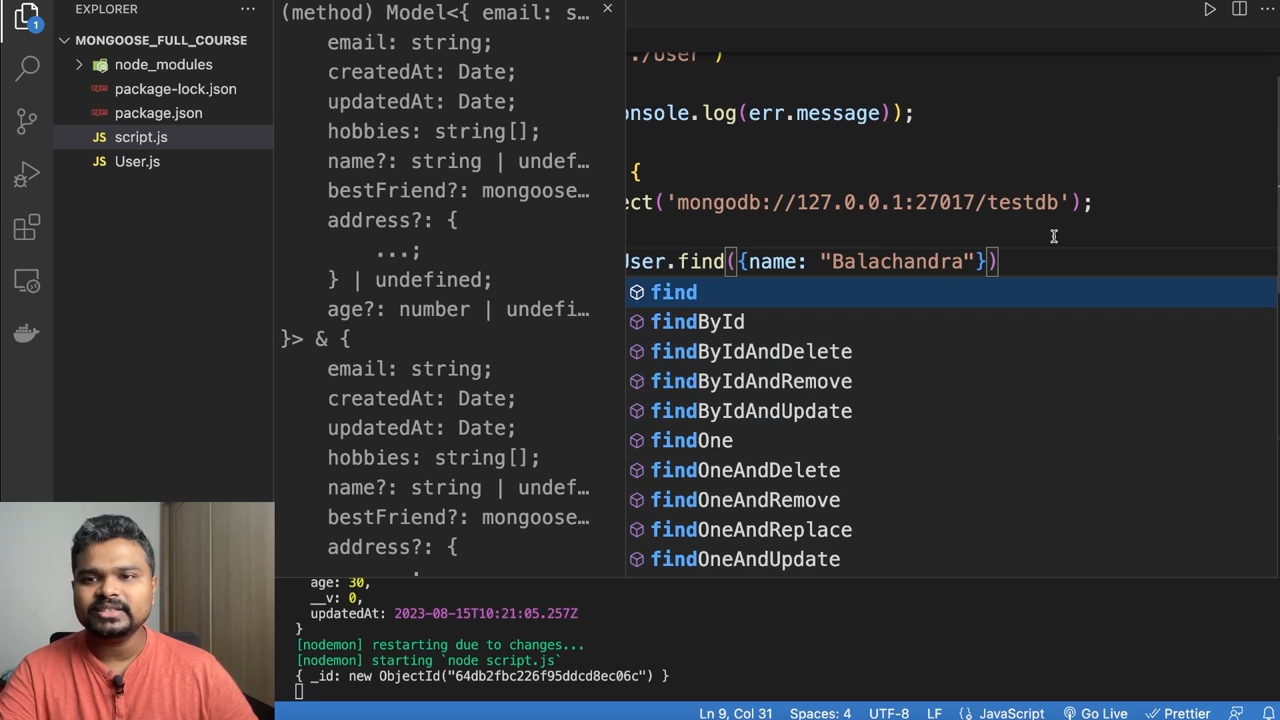 EXPLORER
1
MONGOOSE_FULL_COURSE
node_modules
package-lock.json
package.json
JS script.js
JS User.js
(method) Model<{ email: s…
email: string;
createdAt: Date;
updatedAt: Date;
hobbies: string[];
name?: string | undef…
bestFriend?: mongoose…
address?: {
...;
} | undefined;
age?: number | undefi…
}> & {
email: string;
createdAt: Date;
updatedAt: Date;
hobbies: string[];
name?: string | undef…
bestFriend?: mongoose…
address?: {
./User')
onsole.log(err.message));
{
ect('mongodb://127.0.0.1:27017/testdb');
User.find({name: "Balachandra"})
find
findById
findByIdAndDelete
findByIdAndRemove
findByIdAndUpdate
findOne
findOneAndDelete
findOneAndRemove
findOneAndReplace
findOneAndUpdate
age: 30,
__v: 0,
updatedAt: 2023-08-15T10:21:05.257Z
}
[nodemon] restarting due to changes...
[nodemon] starting `node script.js`
{ _id: new ObjectId("64db2fbc226f95ddcd8ec06c") }
Ln 9, Col 31 Spaces: 4 UTF-8 LF {} JavaScript Go Live Prettier